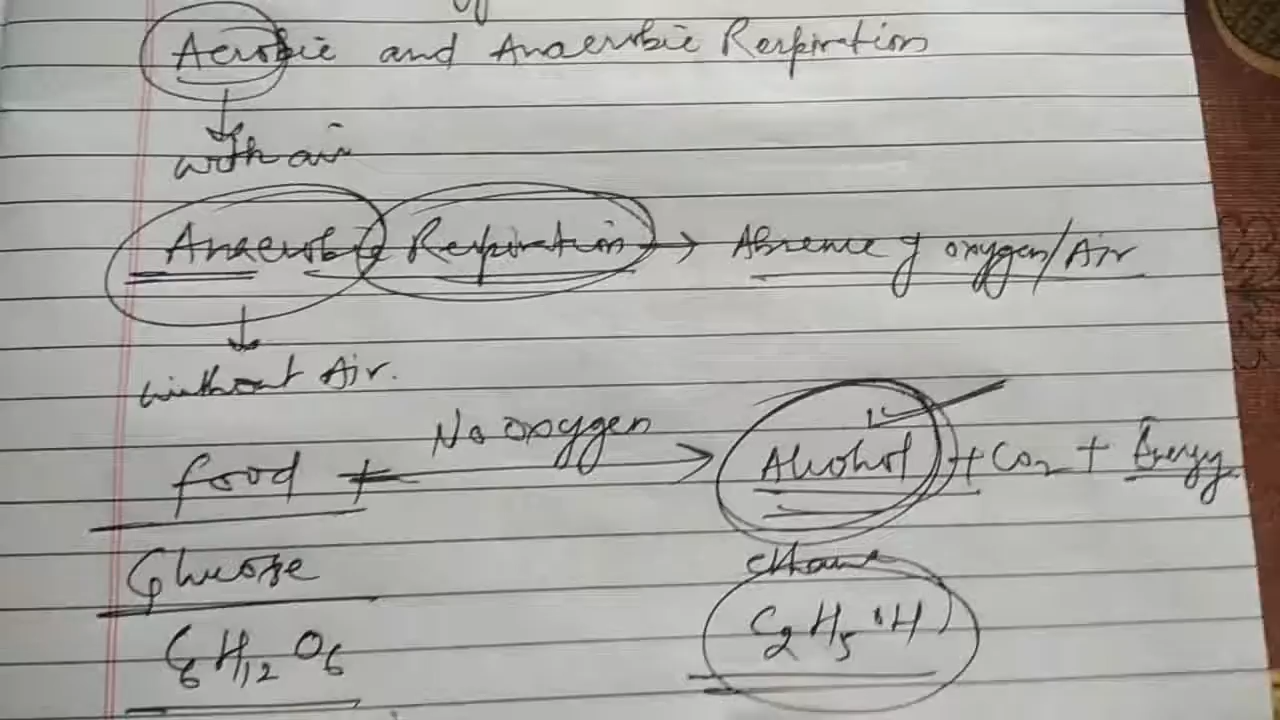 Aerobic and Anaerobic Respiration
with air
Anaerobic Respiration → Absence of oxygen/Air
without Air.
No oxygen
food + → Alcohol + CO2 + Energy
Glucose
C6H12O6
C2H5OH